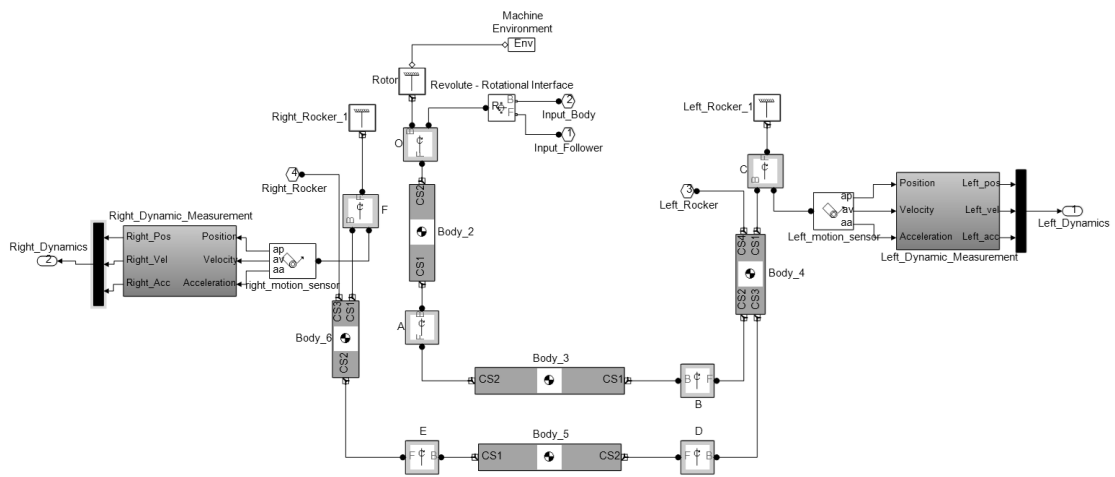 Machine
Environment
Env
Rotor
Revolute - Rotational Interface
R
B
F
2
Input_Body
1
Input_Follower
Right_Rocker_1
Left_Rocker_1
B
F
O
4
Right_Rocker
B
F
F
CS2
Body_2
CS1
3
Left_Rocker
C
B
F
ap
av
aa
Left_motion_sensor
Position
Velocity
Acceleration
Left_pos
Left_vel
Left_acc
Left_Dynamic_Measurement
1
Left_Dynamics
Right_Dynamic_Measurement
Right_Dynamics
2
Right_Pos
Right_Vel
Right_Acc
Position
Velocity
Acceleration
ap
av
aa
right_motion_sensor
CS4
CS1
Body_4
CS2
CS3
CS3
CS1
Body_6
CS2
A
B
F
Body_3
CS2
CS1
B
F
B
E
F
B
Body_5
CS1
CS2
D
F
B